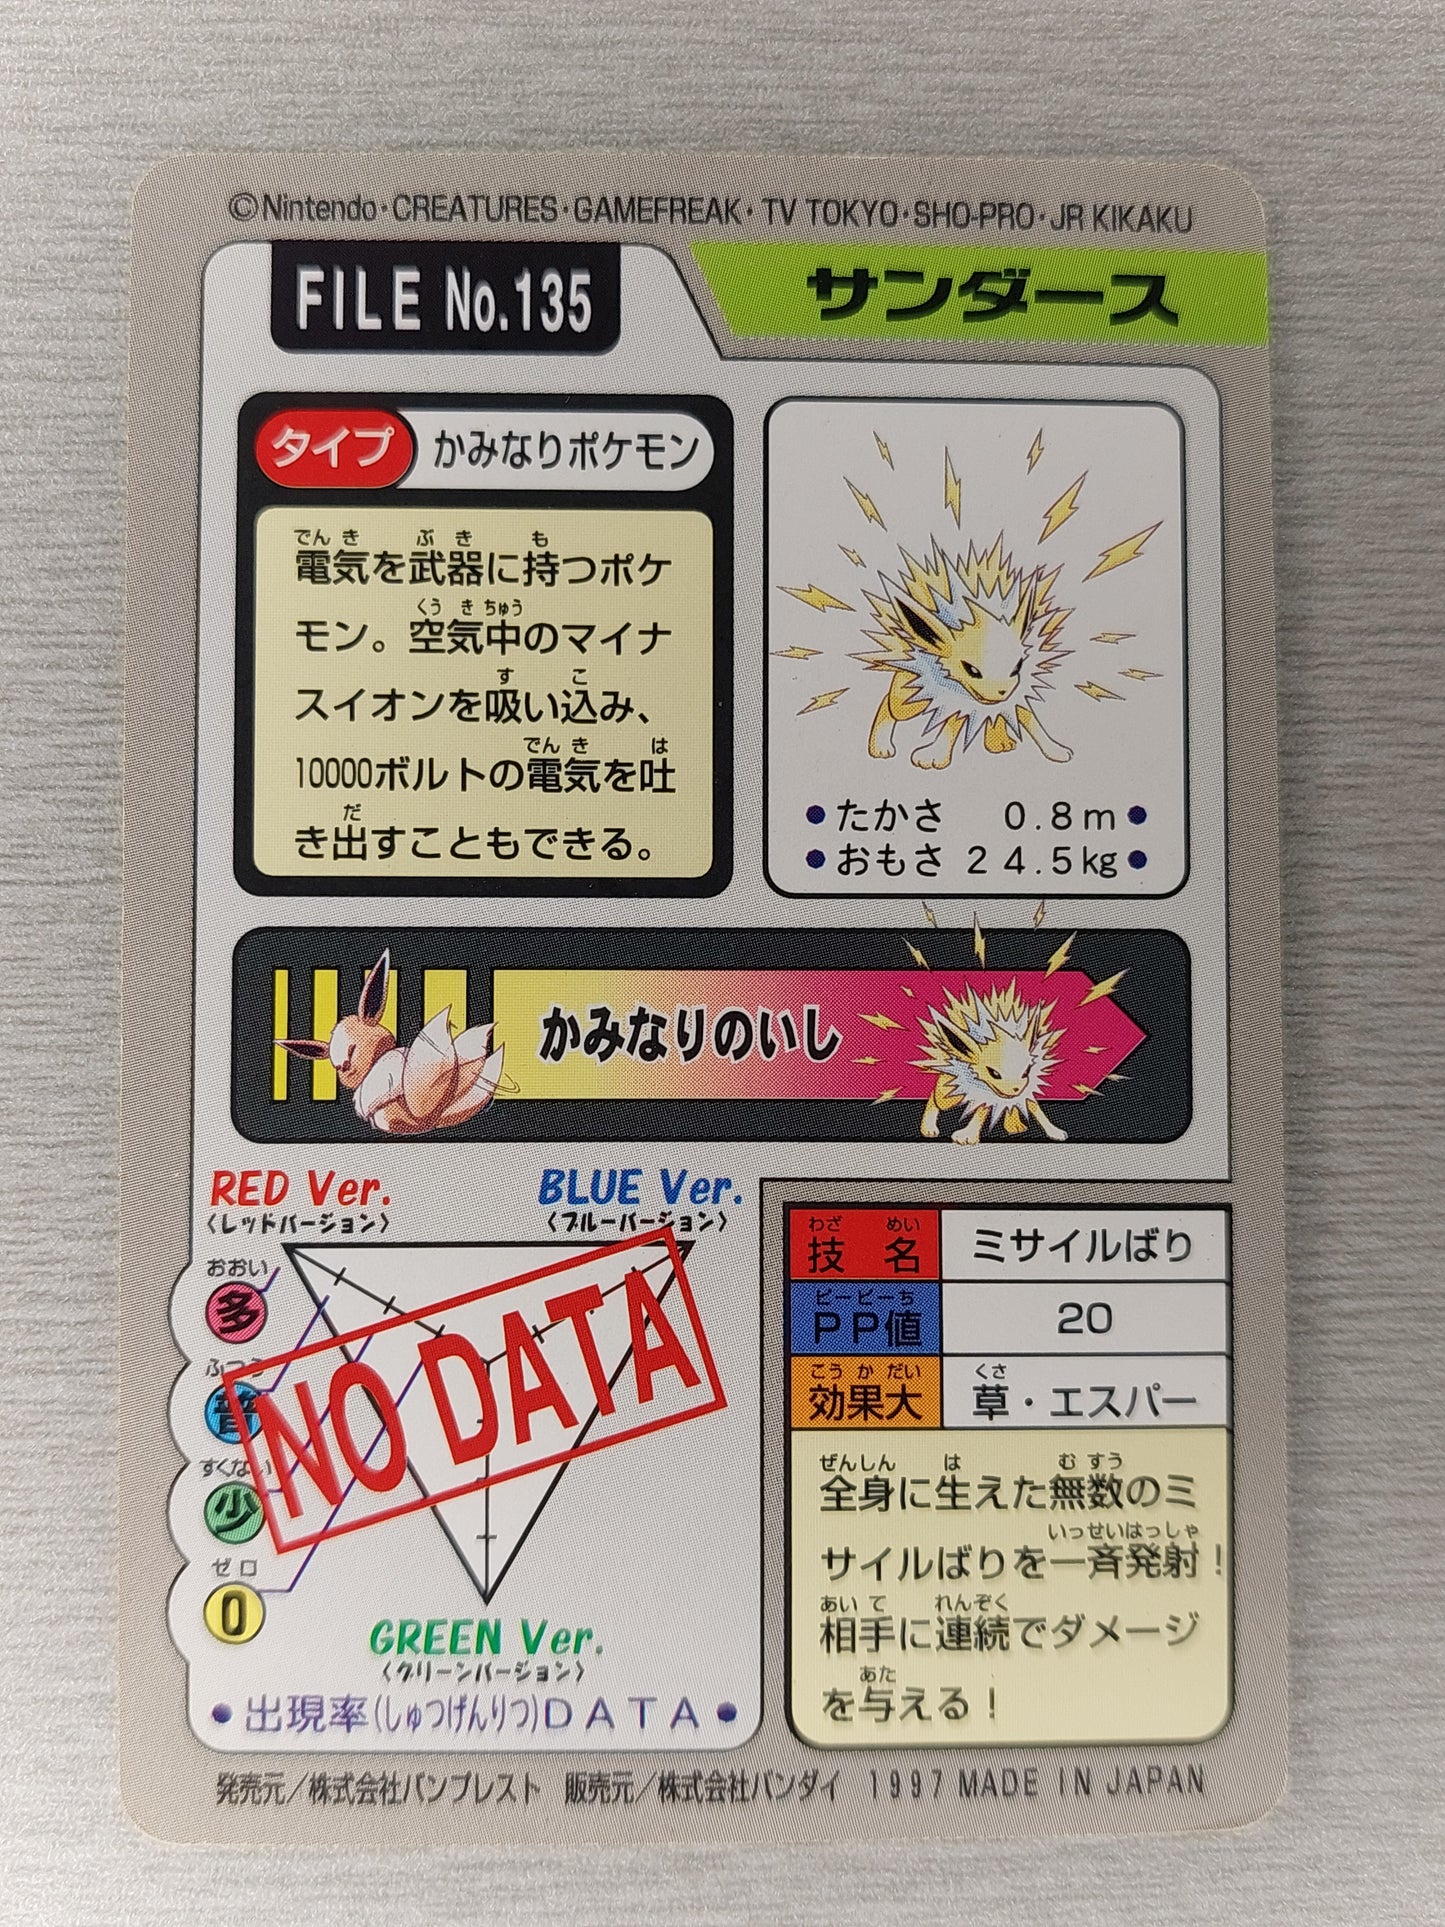 ©Nintendo・CREATURES・GAMEFREAK・TV TOKYO・SHO-PRO・JR KIKAKU
FILE No.135
サンダース
タイプ
かみなりポケモン
でんき ぶき も
電気を武器に持つポケ
くうきちゅう
モン。空気中のマイナ
す こ
スイオンを吸い込み、
でんき は
10000ボルトの電気を吐
だ
き出すこともできる。
●たかさ 0.8m●
●おもさ 24.5kg●
かみなりのいし
RED Ver.
〈レッドバージョン〉
BLUE Ver.
〈ブルーバージョン〉
おおい
多
ふつう
普
すくない
少
ゼロ
0
NO DATA
GREEN Ver.
〈グリーンバージョン〉
●出現率(しゅつげんりつ)DATA●
わざ めい
技名 ミサイルばり
ピーピーち
PP値 20
こうかだい くさ
効果大 草・エスパー
ぜんしん は むすう
全身に生えた無数のミ
いっせいはっしゃ
サイルばりを一斉発射!
あいて れんぞく
相手に連続でダメージ
あた
を与える!
発売元/株式会社バンプレスト 販売元/株式会社バンダイ 1997 MADE IN JAPAN